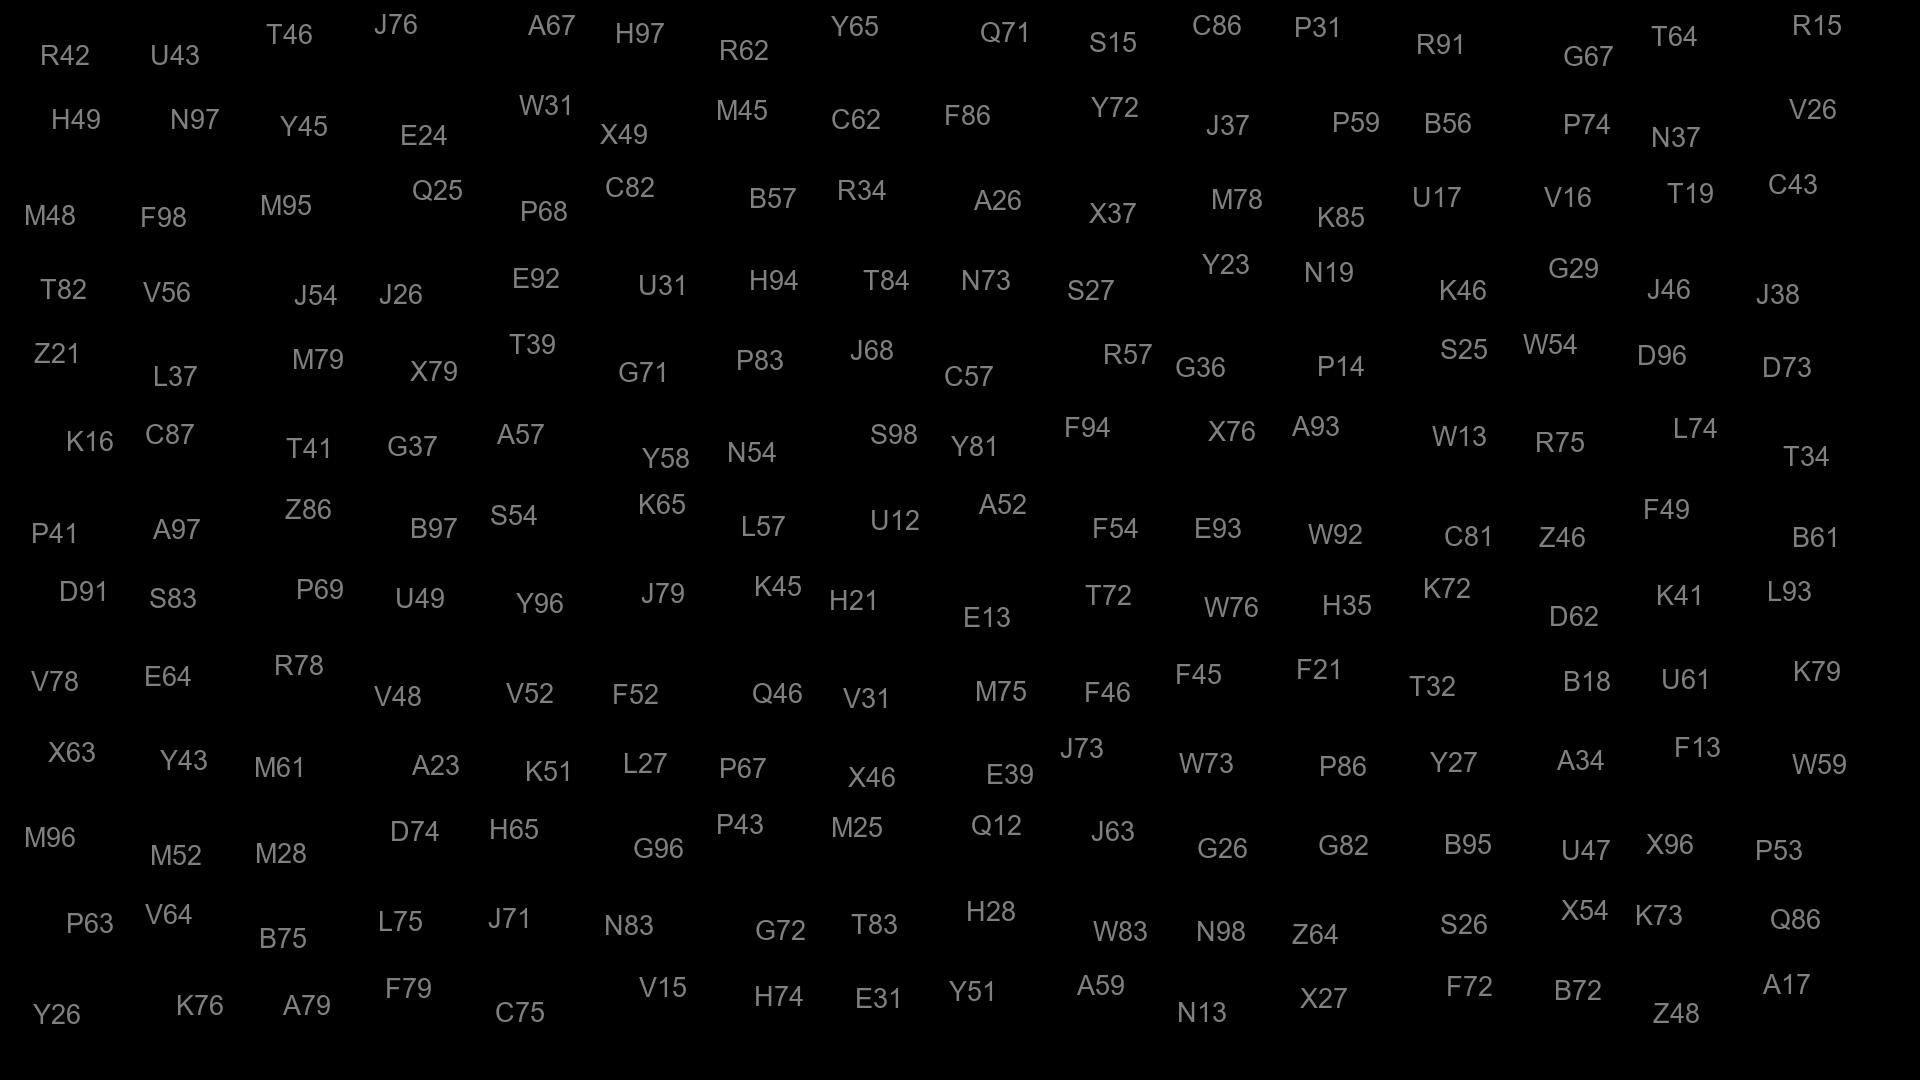 R42 U43 T46 J76 A67 H97 R62 Y65 Q71 S15 C86 P31 R91 G67 T64 R15
H49 N97 Y45 E24 W31 X49 M45 C62 F86 Y72 J37 P59 B56 P74 N37 V26
M48 F98 M95 Q25 P68 C82 B57 R34 A26 X37 M78 K85 U17 V16 T19 C43
T82 V56 J54 J26 E92 U31 H94 T84 N73 S27 Y23 N19 K46 G29 J46 J38
Z21 L37 M79 X79 T39 G71 P83 J68 C57 R57 G36 P14 S25 W54 D96 D73
K16 C87 T41 G37 A57 Y58 N54 S98 Y81 F94 X76 A93 W13 R75 L74 T34
P41 A97 Z86 B97 S54 K65 L57 U12 A52 F54 E93 W92 C81 Z46 F49 B61
D91 S83 P69 U49 Y96 J79 K45 H21 E13 T72 W76 H35 K72 D62 K41 L93
V78 E64 R78 V48 V52 F52 Q46 V31 M75 F46 F45 F21 T32 B18 U61 K79
X63 Y43 M61 A23 K51 L27 P67 X46 E39 J73 W73 P86 Y27 A34 F13 W59
M96 M52 M28 D74 H65 G96 P43 M25 Q12 J63 G26 G82 B95 U47 X96 P53
P63 V64 B75 L75 J71 N83 G72 T83 H28 W83 N98 Z64 S26 X54 K73 Q86
Y26 K76 A79 F79 C75 V15 H74 E31 Y51 A59 N13 X27 F72 B72 Z48 A17